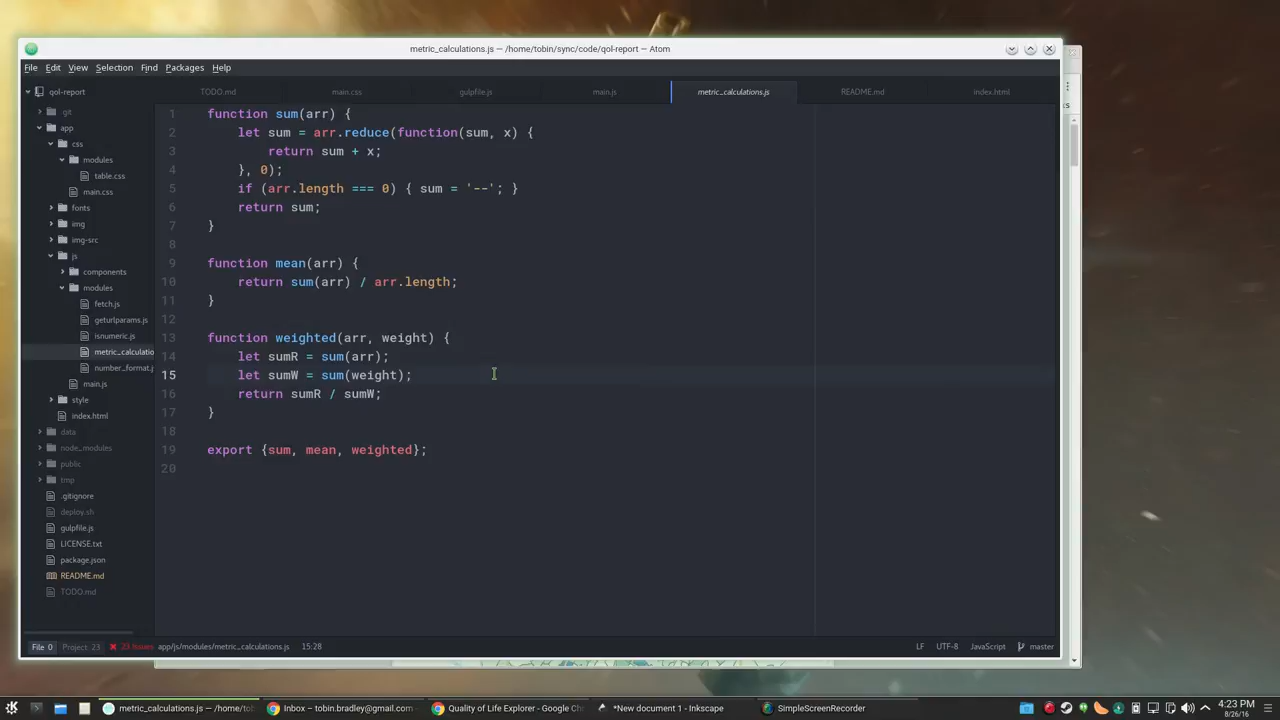 metric_calculations.js — /home/tobin/sync/code/qol-report — Atom
File Edit View Selection Find Packages Help
qol-report
TODO.md main.css gulpfile.js main.js metric_calculations.js README.md index.html
.git
app
css
modules
table.css
main.css
fonts
img
img-src
js
components
modules
fetch.js
geturlparams.js
isnumeric.js
metric_calculatio
number_format.j
main.js
style
index.html
data
node_modules
public
tmp
.gitignore
deploy.sh
gulpfile.js
LICENSE.txt
package.json
README.md
TODO.md
1 function sum(arr) {
2 let sum = arr.reduce(function(sum, x) {
3 return sum + x;
4 }, 0);
5 if (arr.length === 0) { sum = '--'; }
6 return sum;
7 }
8
9 function mean(arr) {
10 return sum(arr) / arr.length;
11 }
12
13 function weighted(arr, weight) {
14 let sumR = sum(arr);
15 let sumW = sum(weight);
16 return sumR / sumW;
17 }
18
19 export {sum, mean, weighted};
20
File 0 Project 23 23 Issues app/js/modules/metric_calculations.js 15:28 LF UTF-8 JavaScript master
metric_calculations.js — /home/to Inbox – tobin.bradley@gmail.com Quality of Life Explorer - Google Ch *New document 1 - Inkscape SimpleScreenRecorder
4:23 PM
8/26/16